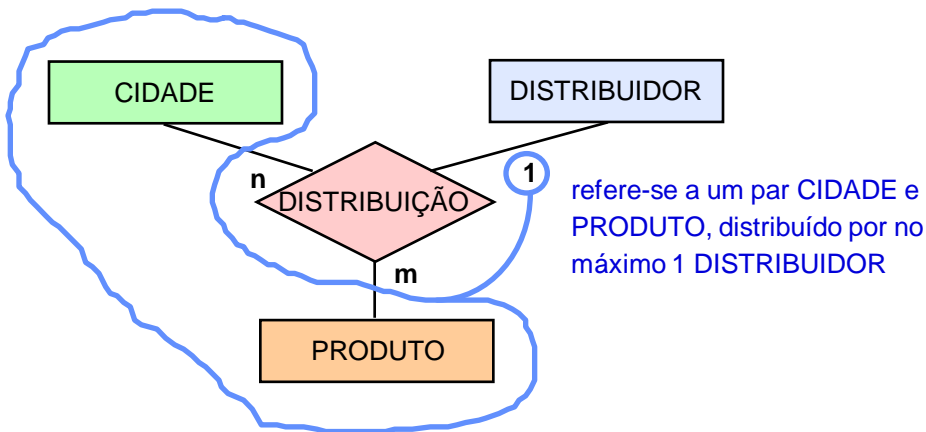 CIDADE
DISTRIBUIDOR
n
1
DISTRIBUIÇÃO
refere-se a um par CIDADE e
PRODUTO, distribuído por no
máximo 1 DISTRIBUIDOR
m
PRODUTO